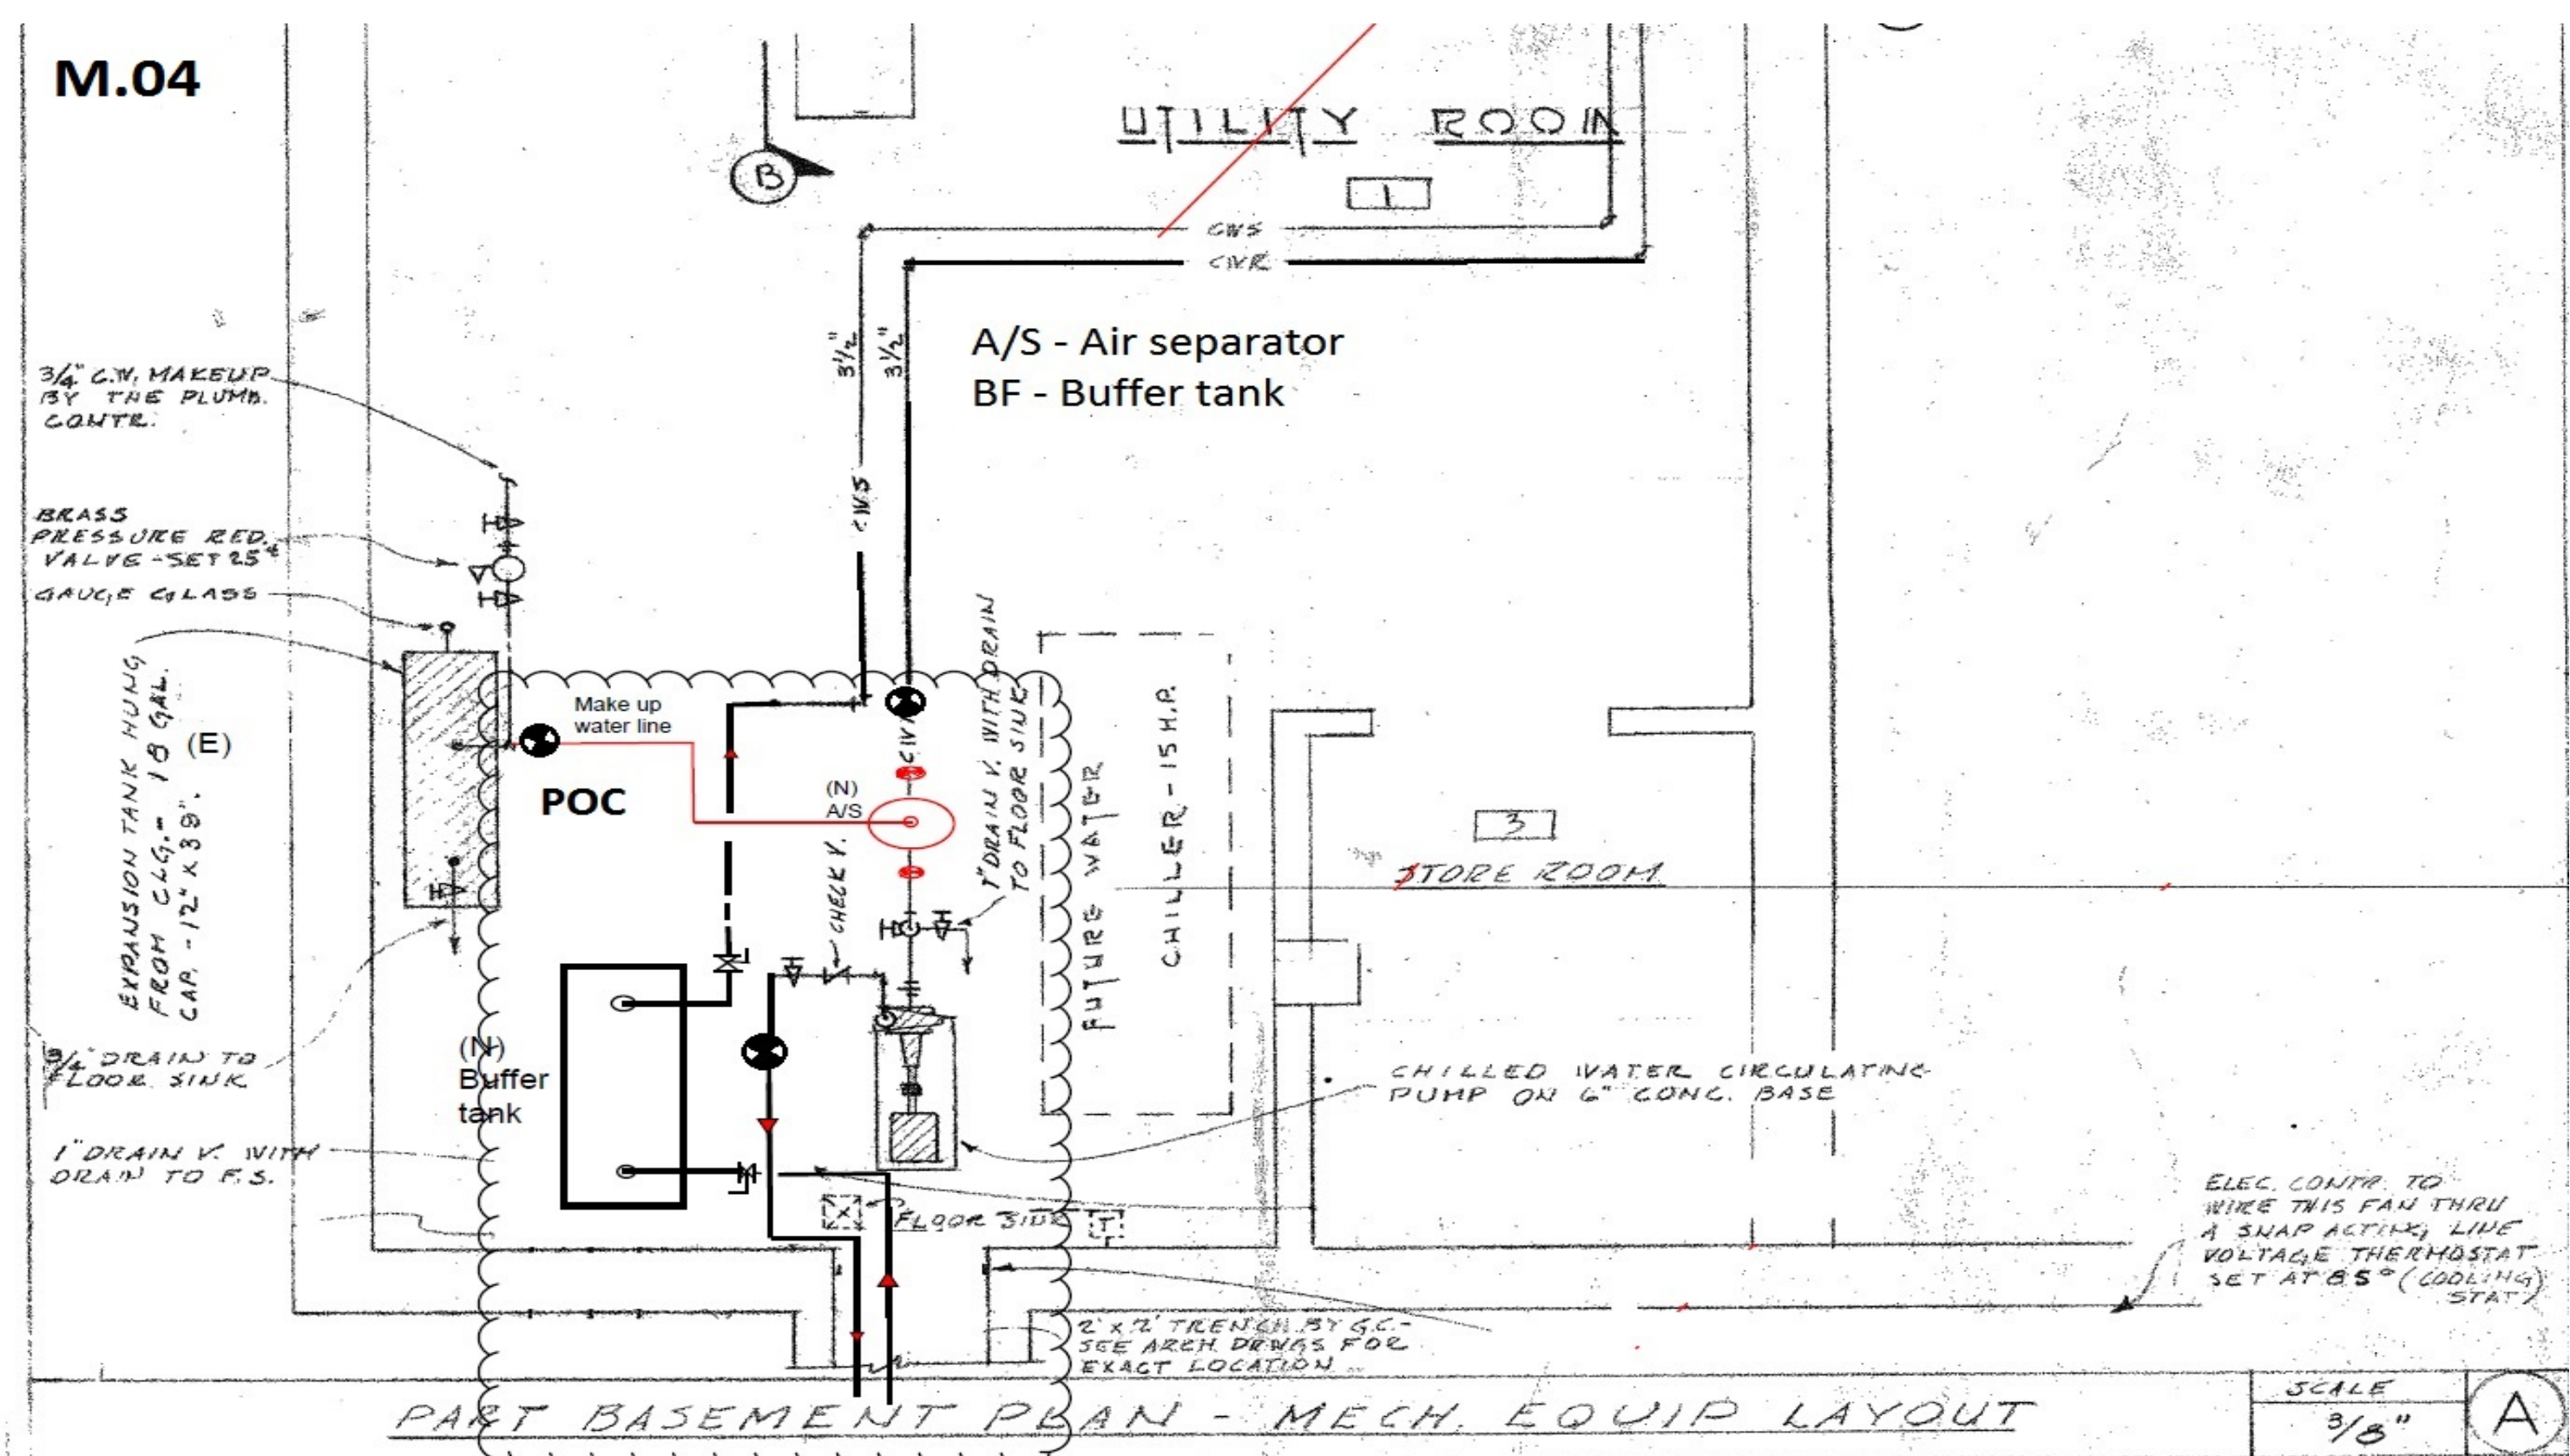 M.04
B
UTILITY ROOM
1
CWS
CWR
3½"
3½"
A/S - Air separator
BF - Buffer tank
3/4" C.W. MAKEUP
BY THE PLUMB.
CONTR.
CWS
BRASS
PRESSURE RED.
VALVE - SET 25#
GAUGE GLASS
EXPANSION TANK HUNG
FROM CLG. - 18 GAL.
CAP. - 12" X 39".
(E)
Make up
water line
POC
CW
(N)
A/S
CHECK V.
1" DRAIN V. WITH DRAIN
TO FLOOR SINK
FUTURE WATER
CHILLER - 15 H.P.
3
STORE ROOM
(N)
Buffer
tank
3/4" DRAIN TO
FLOOR SINK
1" DRAIN V. WITH
DRAIN TO F.S.
CHILLED WATER CIRCULATING
PUMP ON 6" CONC. BASE
FLOOR SINK
T
ELEC. CONTR. TO
WIRE THIS FAN THRU
A SNAP ACTING, LINE
VOLTAGE THERMOSTAT
SET AT 85° (COOLING)
STAT)
2' x 2' TRENCH BY G.C. -
SEE ARCH DRWGS FOR
EXACT LOCATION
PART BASEMENT PLAN - MECH. EQUIP LAYOUT
SCALE
3/8"
A